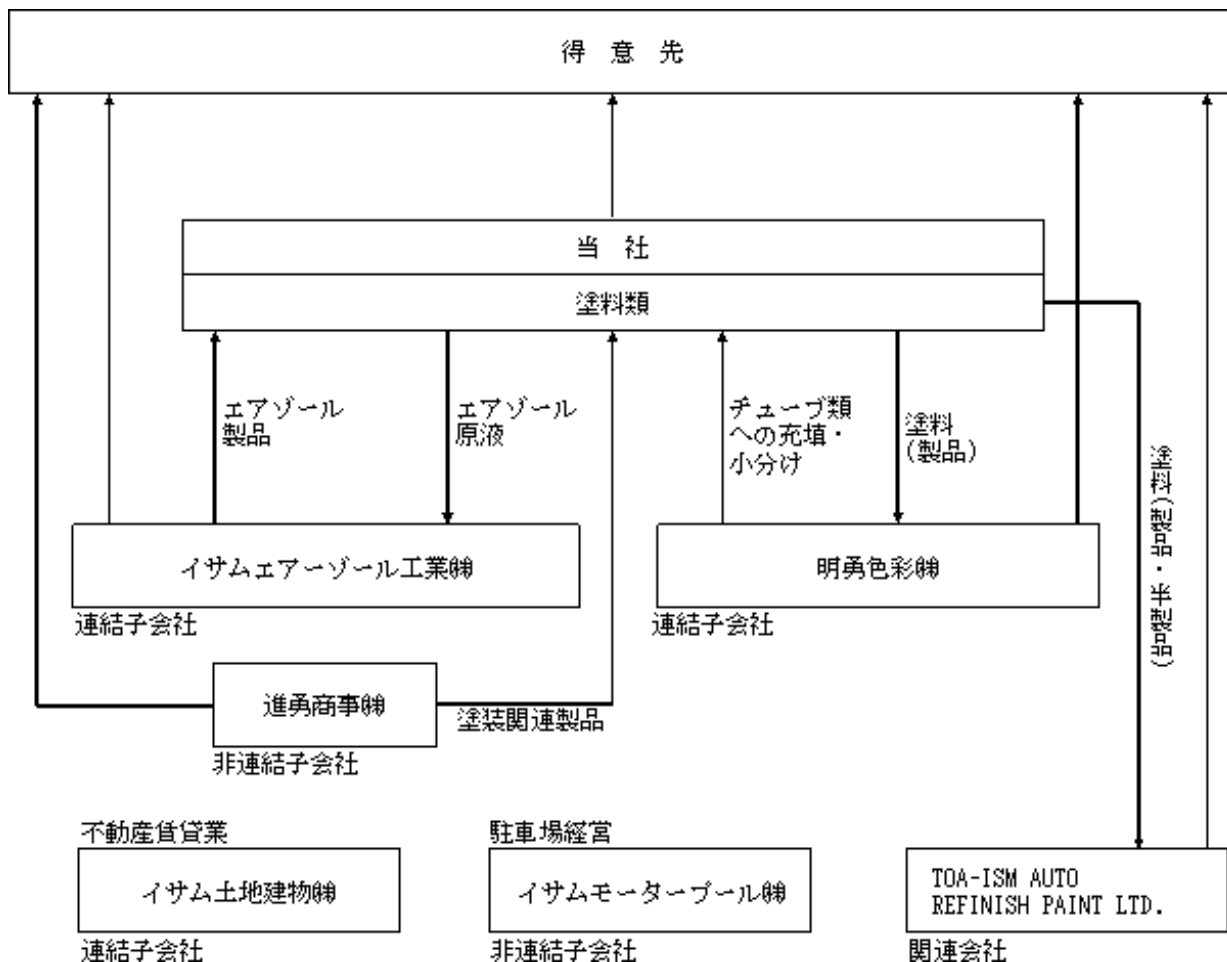 得意先
当社
塗料類
エアゾール
製品
エアゾール
原液
チューブ類
への充填・
小分け
塗料
(製品)
塗料(製品・半製品)
イサムエアーゾール工業㈱
連結子会社
明勇色彩㈱
連結子会社
進勇商事㈱
塗装関連製品
非連結子会社
不動産賃貸業
イサム土地建物㈱
連結子会社
駐車場経営
イサムモータープール㈱
非連結子会社
TOA-ISM AUTO
REFINISH PAINT LTD.
関連会社